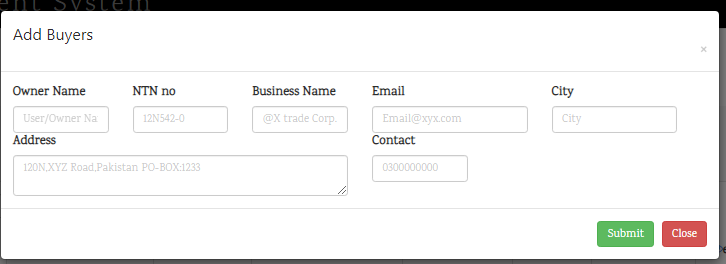 ent System
Add Buyers
×
Owner Name NTN no Business Name Email City
User/Owner Na 12N542-0 @X trade Corp. Email@xyx.com City
Address Contact
120N,XYZ Road,Pakistan PO-BOX:1233 0300000000
Submit Close